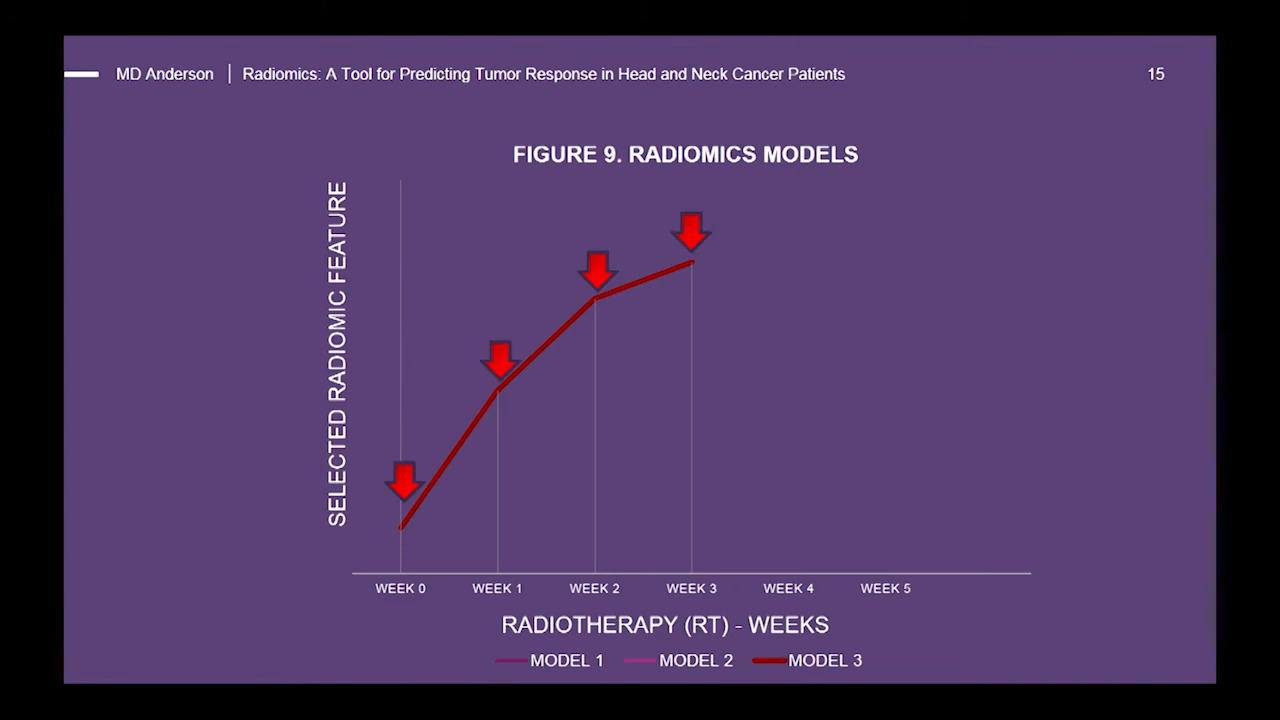 MD Anderson | Radiomics: A Tool for Predicting Tumor Response in Head and Neck Cancer Patients 15
FIGURE 9. RADIOMICS MODELS
SELECTED RADIOMIC FEATURE
WEEK 0 WEEK 1 WEEK 2 WEEK 3 WEEK 4 WEEK 5
RADIOTHERAPY (RT) - WEEKS
MODEL 1 MODEL 2 MODEL 3